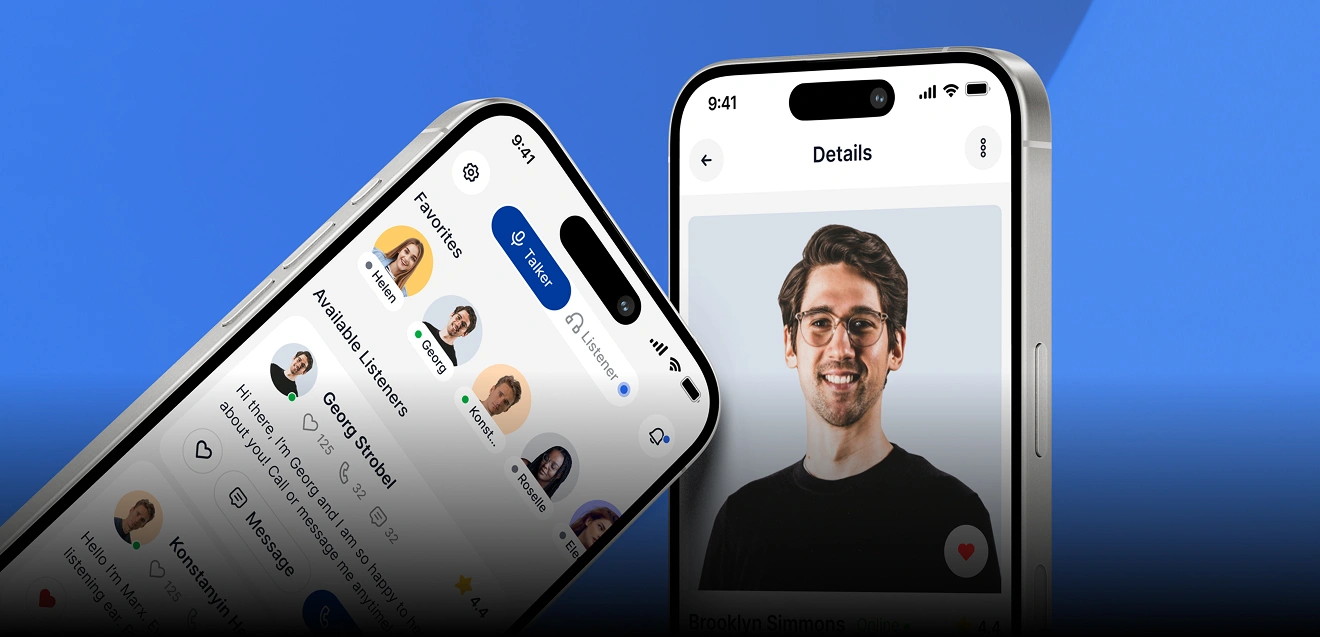 9:41
Talker
Listener
Favorites
Helen
Georg
Konst...
Roselle
Ele
Available Listeners
Georg Strobel
125
32
32
Hi there, I'm Georg and I am so happy to h
about you! Call or message me anytime!
Message
4.4
Konstanyin H
125
Hello I'm Marx. E
listening ear.
9:41
Details
Brooklyn Simmons
Online
4.4